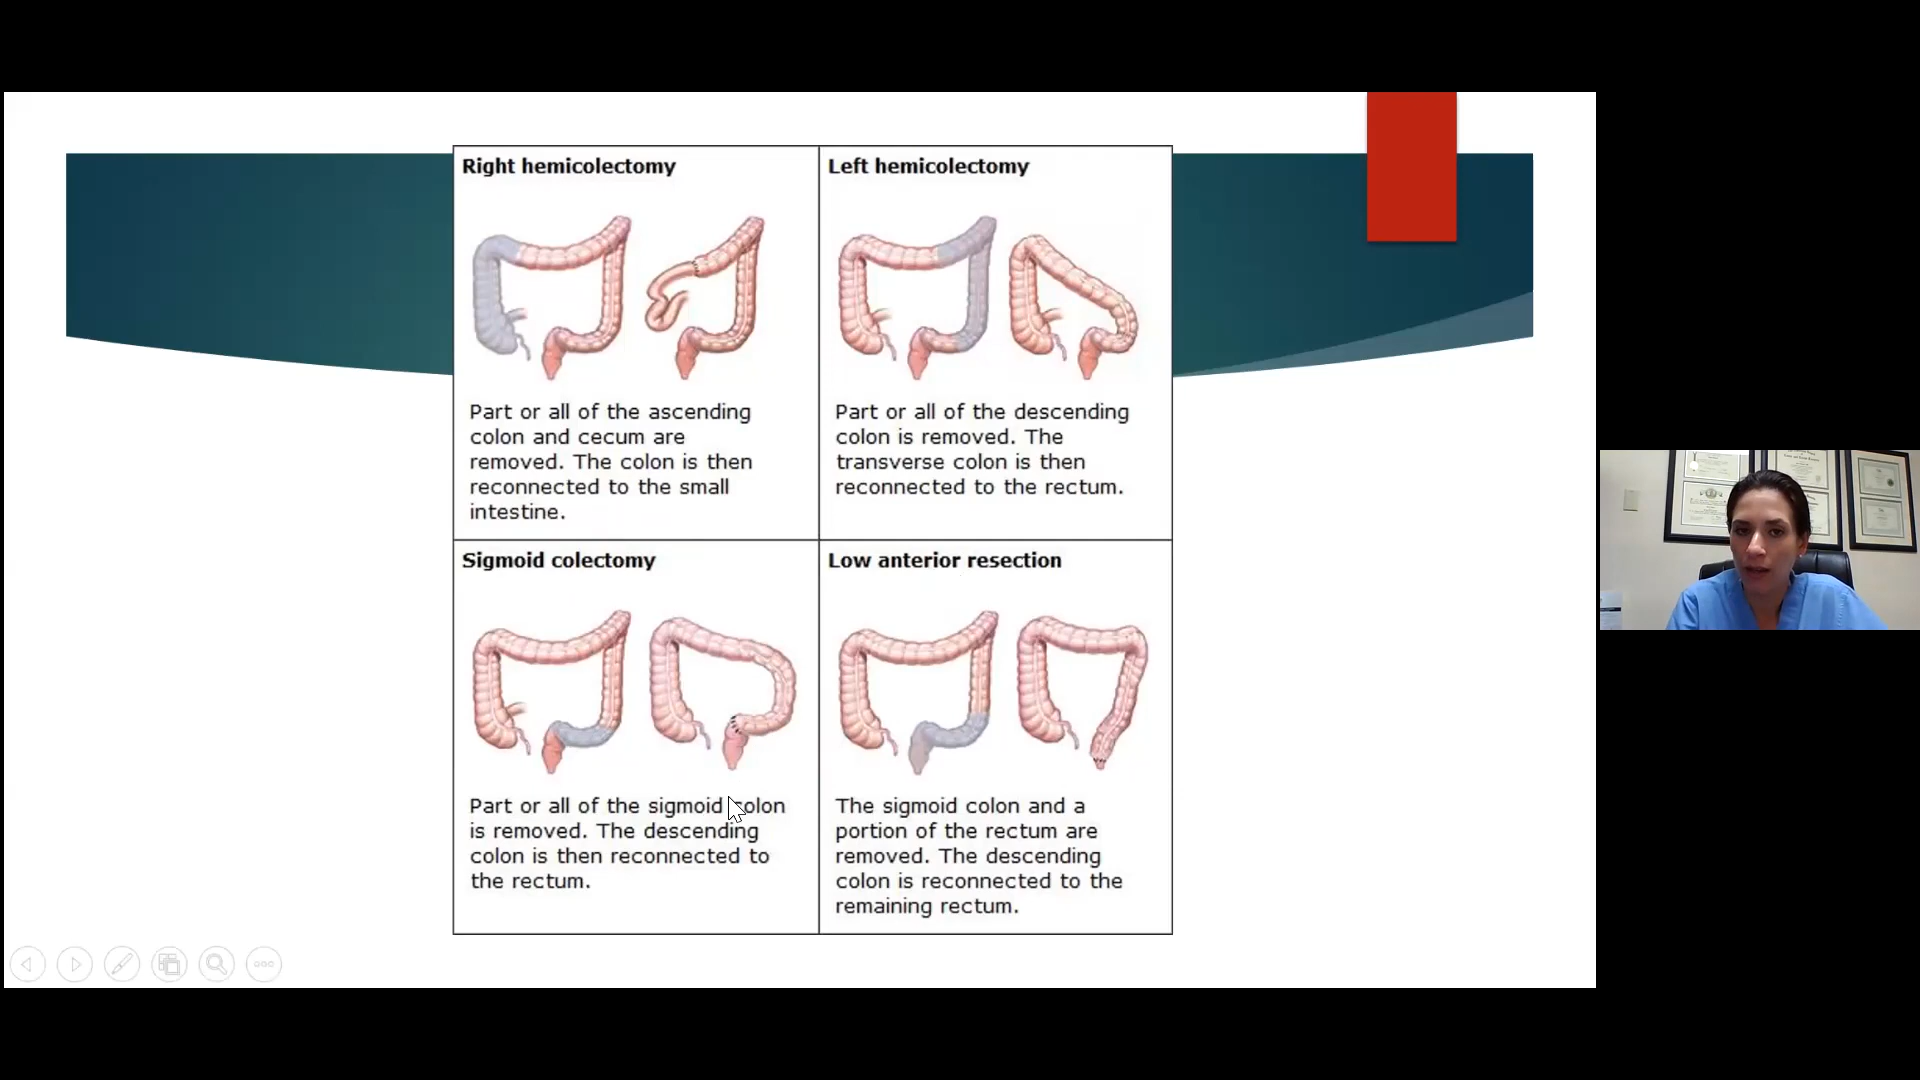 Right hemicolectomy
Part or all of the ascending
colon and cecum are
removed. The colon is then
reconnected to the small
intestine.
Left hemicolectomy
Part or all of the descending
colon is removed. The
transverse colon is then
reconnected to the rectum.
Sigmoid colectomy
Part or all of the sigmoid colon
is removed. The descending
colon is then reconnected to
the rectum.
Low anterior resection
The sigmoid colon and a
portion of the rectum are
removed. The descending
colon is reconnected to the
remaining rectum.